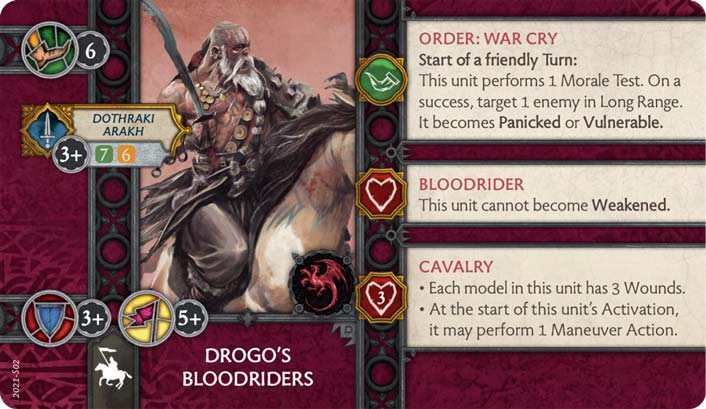 6
DOTHRAKI
ARAKH
3+
7 6
3+
5+
2021-S02
DROGO'S
BLOODRIDERS
ORDER: WAR CRY
Start of a friendly Turn:
This unit performs 1 Morale Test. On a
success, target 1 enemy in Long Range.
It becomes Panicked or Vulnerable.
BLOODRIDER
This unit cannot become Weakened.
3
CAVALRY
• Each model in this unit has 3 Wounds.
• At the start of this unit's Activation,
it may perform 1 Maneuver Action.